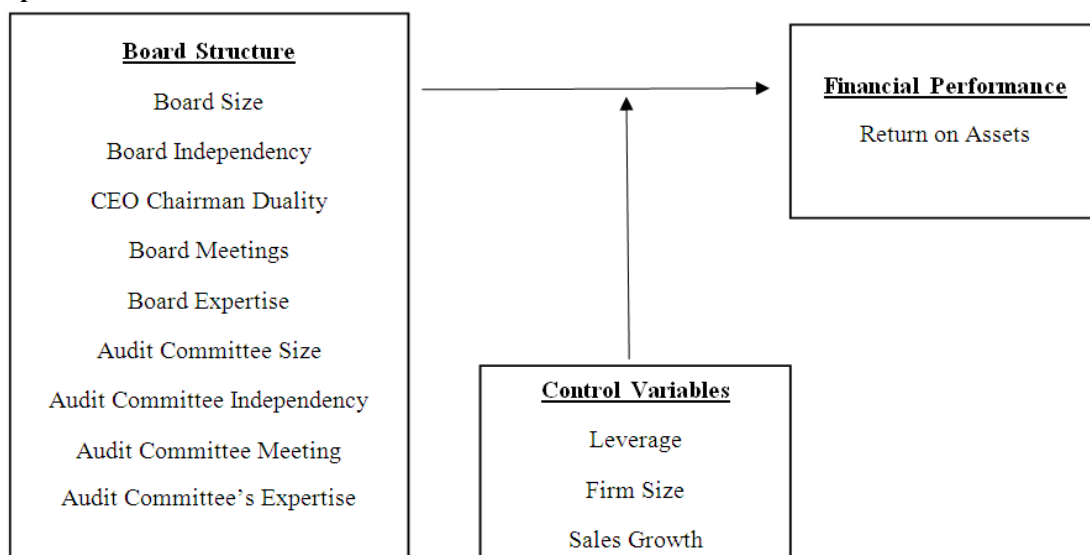 Board Structure
Board Size
Board Independency
CEO Chairman Duality
Board Meetings
Board Expertise
Audit Committee Size
Audit Committee Independency
Audit Committee Meeting
Audit Committee’s Expertise
Financial Performance
Return on Assets
Control Variables
Leverage
Firm Size
Sales Growth